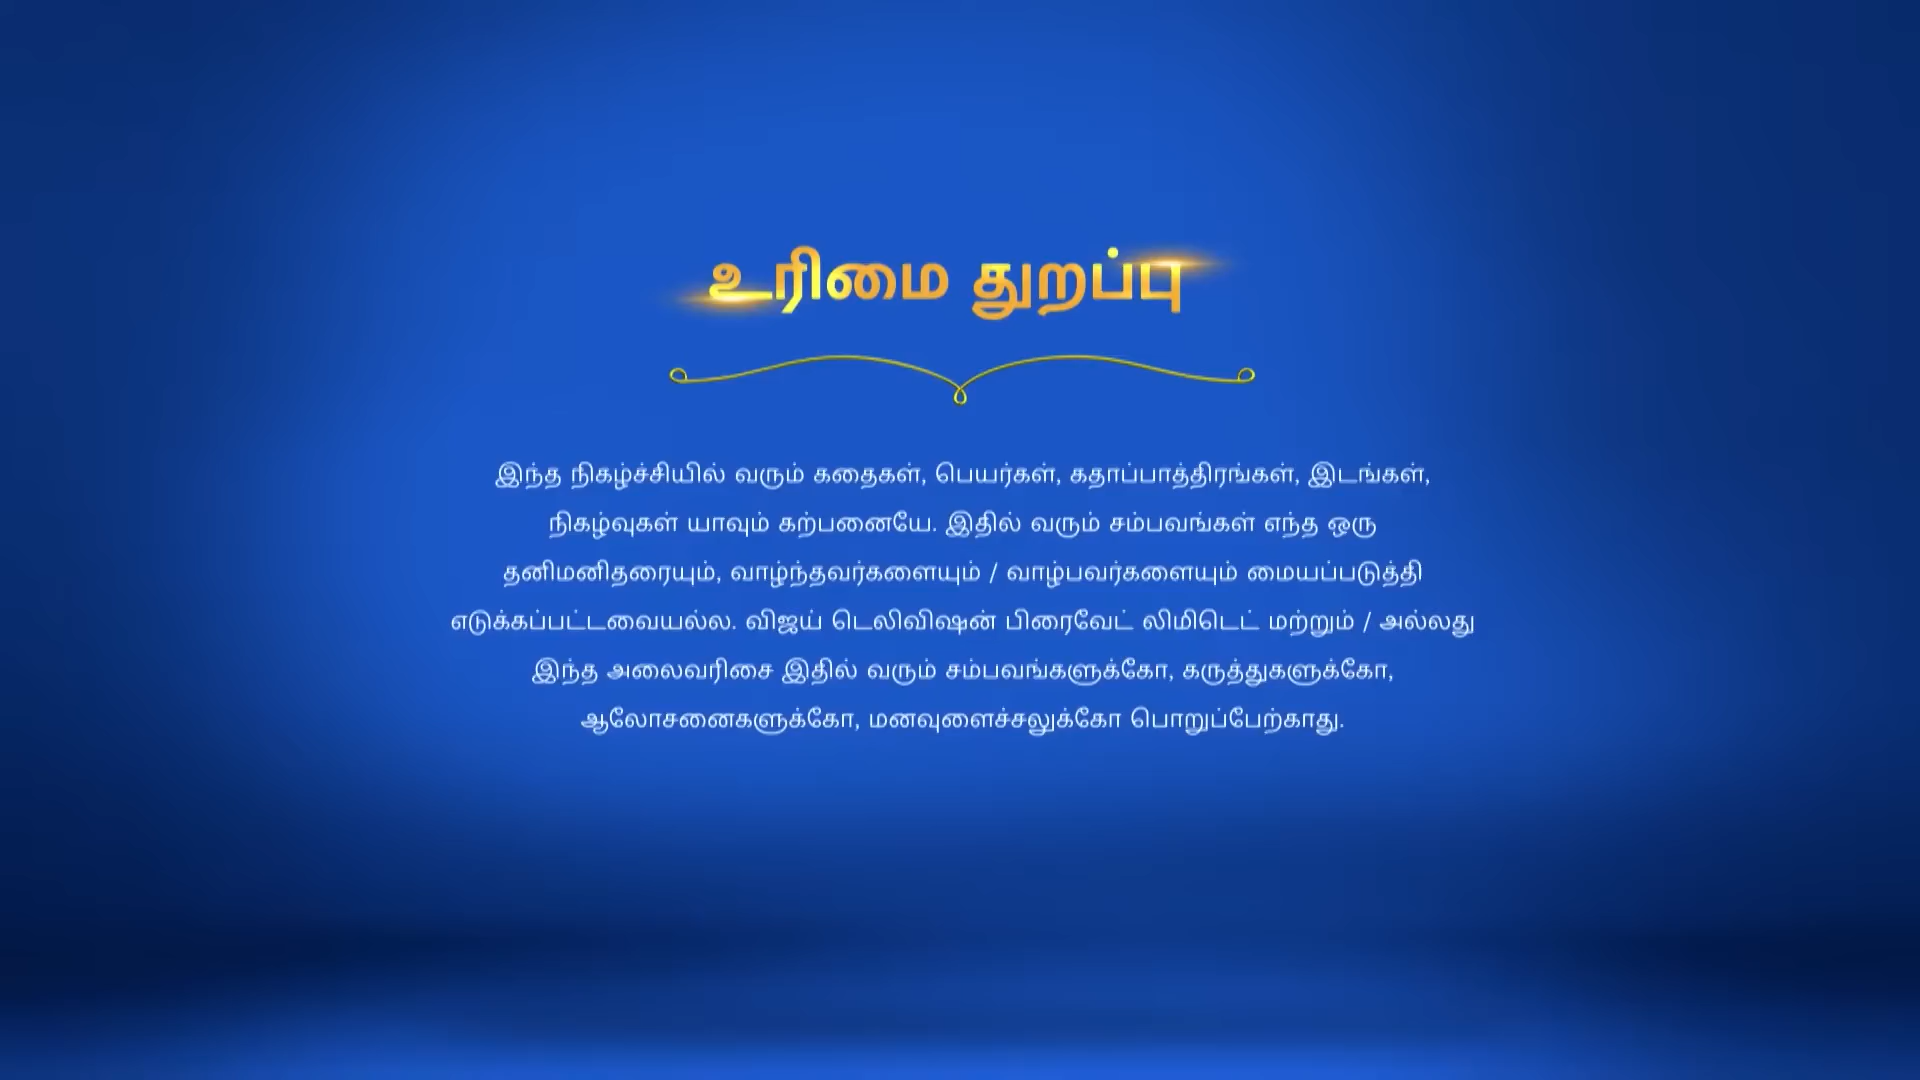 உரிமை துறப்பு
இந்த நிகழ்ச்சியில் வரும் கதைகள், பெயர்கள், கதாப்பாத்திரங்கள், இடங்கள்,
நிகழ்வுகள் யாவும் கற்பனையே. இதில் வரும் சம்பவங்கள் எந்த ஒரு
தனிமனிதரையும், வாழ்ந்தவர்களையும் / வாழ்பவர்களையும் மையப்படுத்தி
எடுக்கப்பட்டவையல்ல. விஜய் டெலிவிஷன் பிரைவேட் லிமிடெட் மற்றும் / அல்லது
இந்த அலைவரிசை இதில் வரும் சம்பவங்களுக்கோ, கருத்துகளுக்கோ,
ஆலோசனைகளுக்கோ, மனவுளைச்சலுக்கோ பொறுப்பேற்காது.